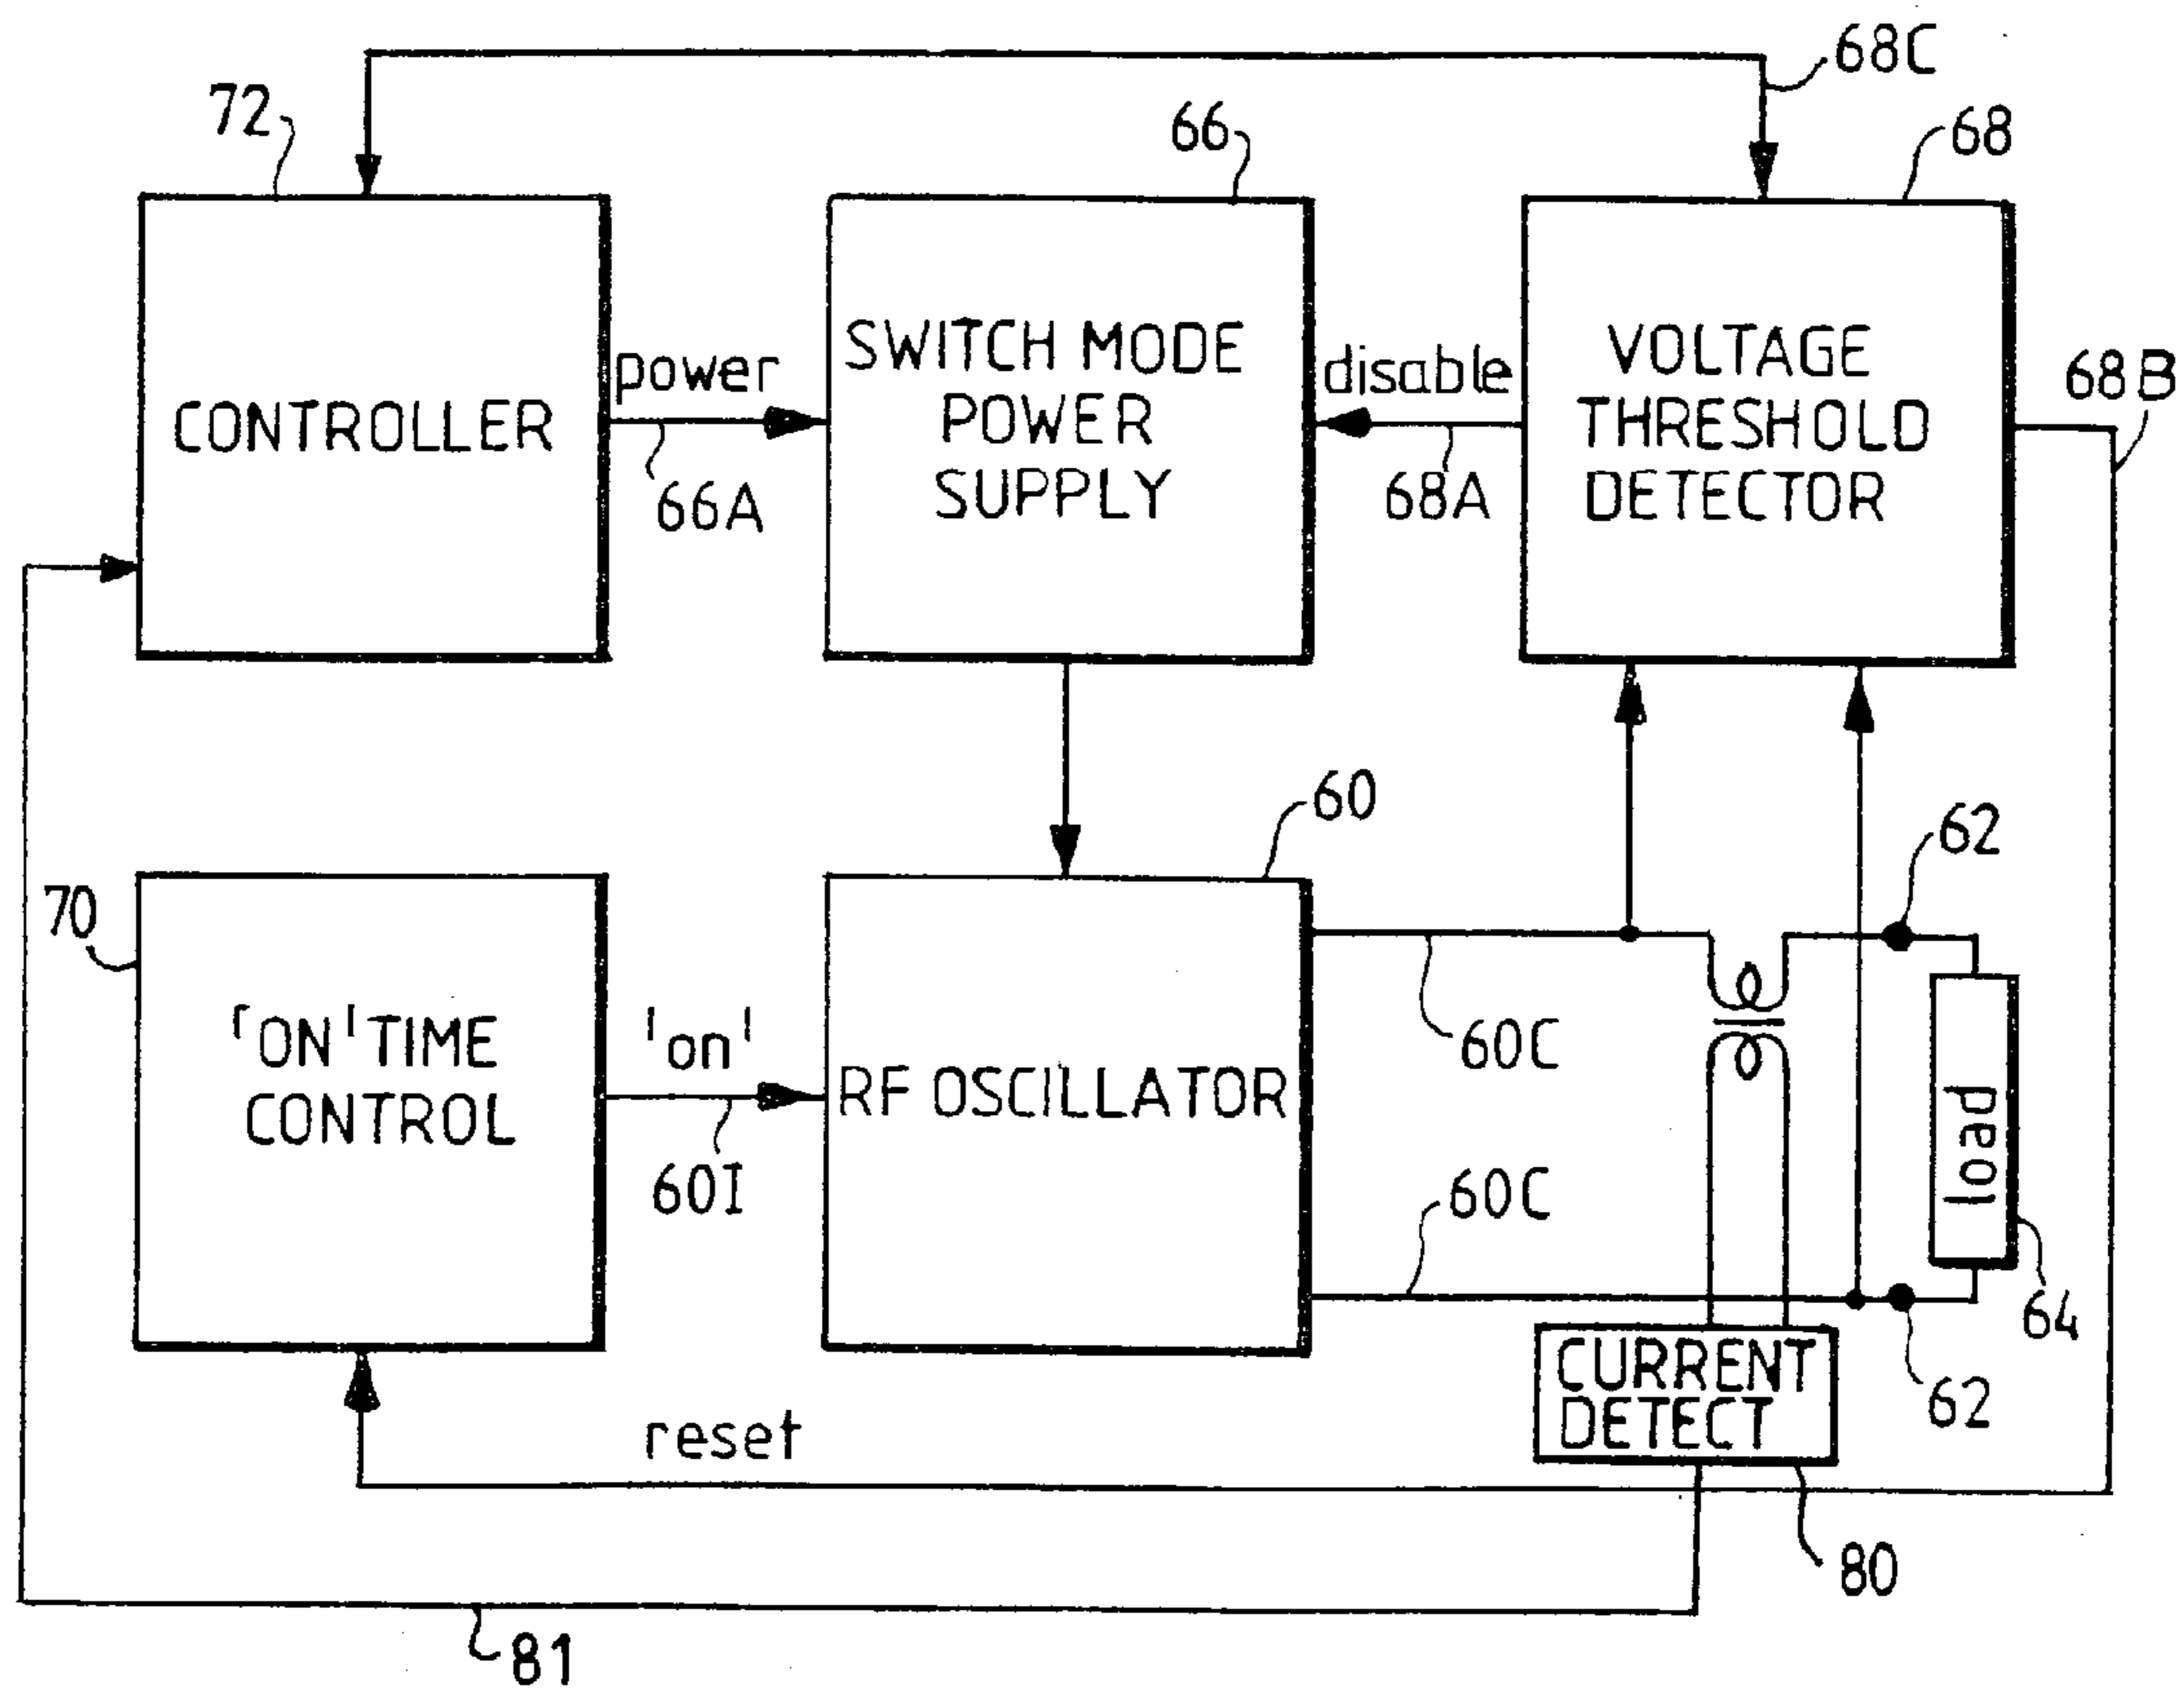 68C
72
66
68
CONTROLLER
power
66A
SWITCH MODE
POWER
SUPPLY
disable
68A
VOLTAGE
THRESHOLD
DETECTOR
68B
70
'ON' TIME
CONTROL
'on'
60I
60
RF OSCILLATOR
60C
60C
62
load
64
62
CURRENT
DETECT
80
reset
81